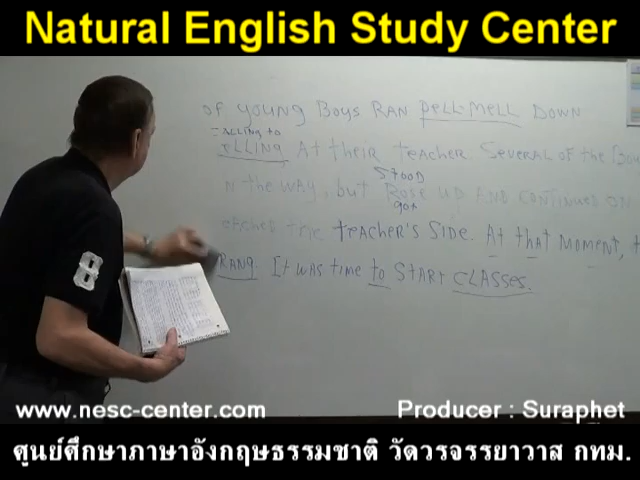 Natural English Study Center
of young Boys RAN pell-mell DOWN
- ALLING to
ELLING At their teacher. Several of the Bo
STOOD
N the way, but Rose up AND CONTINUED ON
got
EACHED THE teacher's side. At that moment, t
RANG. It was time to START CLASSES.
8
www.nesc-center.com
Producer : Suraphet
ศูนย์ศึกษาภาษาอังกฤษธรรมชาติ วัดวรจรรยาวาส กทม.